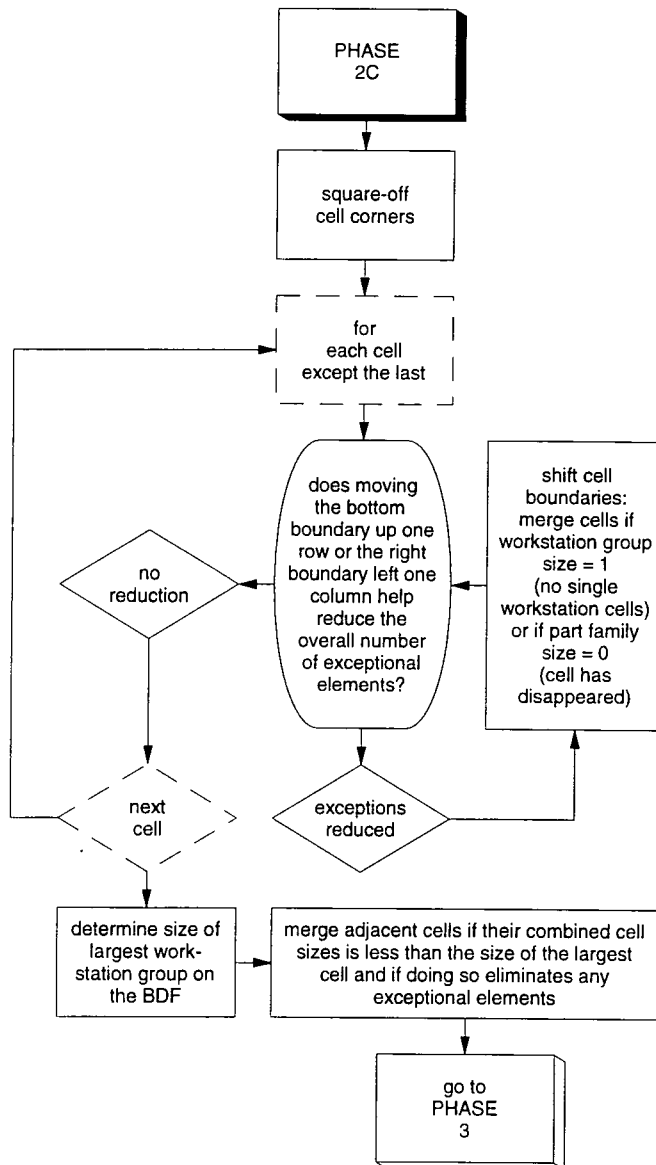 PHASE
2C
square-off
cell corners
for
each cell
except the last
does moving
the bottom
boundary up one
row or the right
boundary left one
column help
reduce the
overall number
of exceptional
elements?
no
reduction
shift cell
boundaries:
merge cells if
workstation group
size = 1
(no single
workstation cells)
or if part family
size = 0
(cell has
disappeared)
exceptions
reduced
next
cell
determine size of
largest work-
station group on
the BDF
merge adjacent cells if their combined cell
sizes is less than the size of the largest
cell and if doing so eliminates any
exceptional elements
go to
PHASE
3